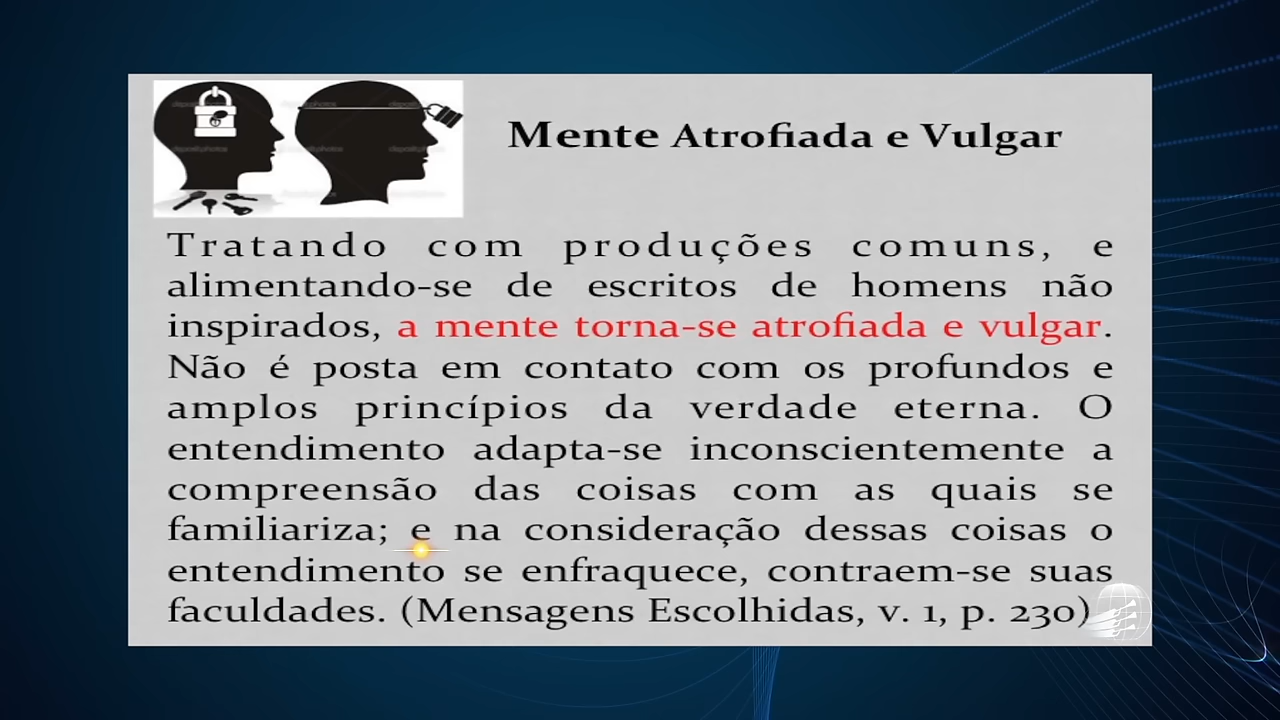 Mente Atrofiada e Vulgar
Tratando com produções comuns, e
alimentando-se de escritos de homens não
inspirados, a mente torna-se atrofiada e vulgar.
Não é posta em contato com os profundos e
amplos princípios da verdade eterna. O
entendimento adapta-se inconscientemente a
compreensão das coisas com as quais se
familiariza; e na consideração dessas coisas o
entendimento se enfraquece, contraem-se suas
faculdades. (Mensagens Escolhidas, v. 1, p. 230)